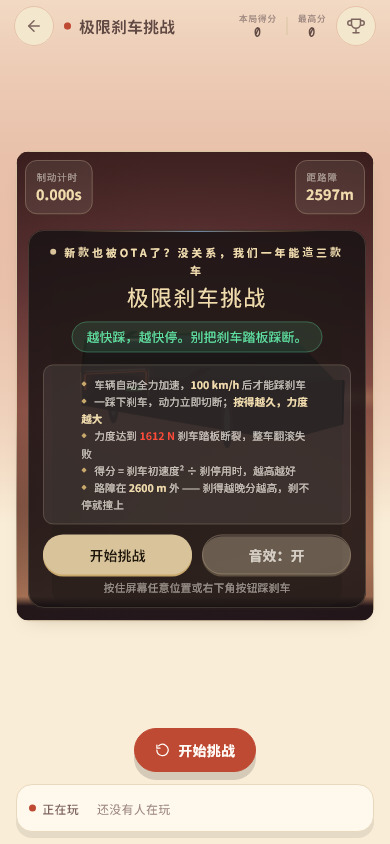 极限刹车挑战
本局得分
0
最高分
0
制动计时
0.000s
距路障
2597m
新款也被OTA了？没关系，我们一年能造三款
车
极限刹车挑战
越快踩，越快停。别把刹车踏板踩断。
车辆自动全力加速，100 km/h 后才能踩刹车
一踩下刹车，动力立即切断；按得越久，力度
越大
力度达到 1612 N 刹车踏板断裂，整车翻滚失
败
得分 = 刹车初速度² ÷ 刹停用时，越高越好
路障在 2600 m 外 —— 刹得越晚分越高，刹不
停就撞上
开始挑战
音效：开
按住屏幕任意位置或右下角按钮踩刹车
开始挑战
正在玩 还没有人在玩